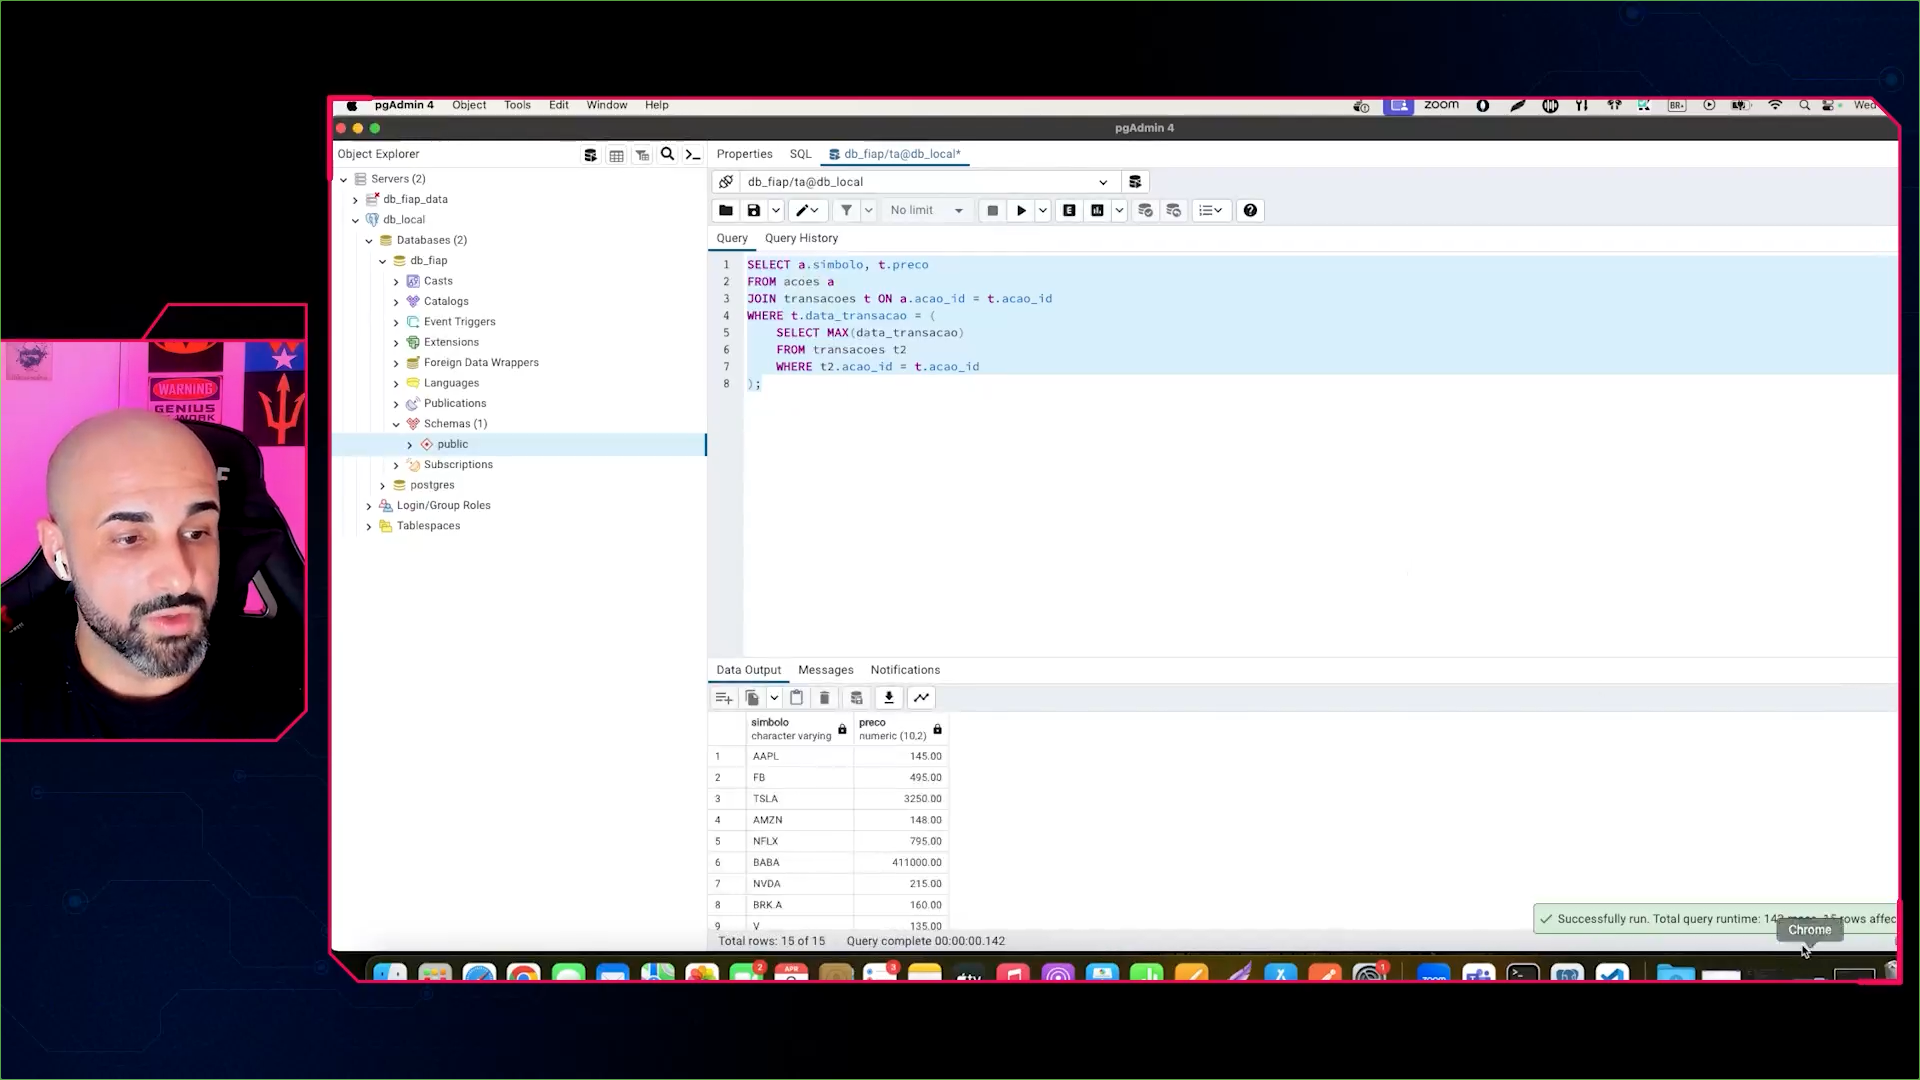 pgAdmin 4 Object Tools Edit Window Help
zoom BR Wed
pgAdmin 4
Object Explorer
Properties SQL db_fiap/ta@db_local*
Servers (2)
db_fiap_data
db_local
Databases (2)
db_fiap
Casts
Catalogs
Event Triggers
Extensions
Foreign Data Wrappers
Languages
Publications
Schemas (1)
public
Subscriptions
postgres
Login/Group Roles
Tablespaces
db_fiap/ta@db_local
No limit
Query Query History
1 SELECT a.simbolo, t.preco
2 FROM acoes a
3 JOIN transacoes t ON a.acao_id = t.acao_id
4 WHERE t.data_transacao = (
5 SELECT MAX(data_transacao)
6 FROM transacoes t2
7 WHERE t2.acao_id = t.acao_id
8 );
Data Output Messages Notifications
simbolo preco
character varying numeric (10,2)
1 AAPL 145.00
2 FB 495.00
3 TSLA 3250.00
4 AMZN 148.00
5 NFLX 795.00
6 BABA 411000.00
7 NVDA 215.00
8 BRK.A 160.00
9 V 135.00
Total rows: 15 of 15 Query complete 00:00:00.142
Successfully run. Total query runtime: rows
Chrome
WARNING
GENIUS
WORK
APR
2
3
1
zoom